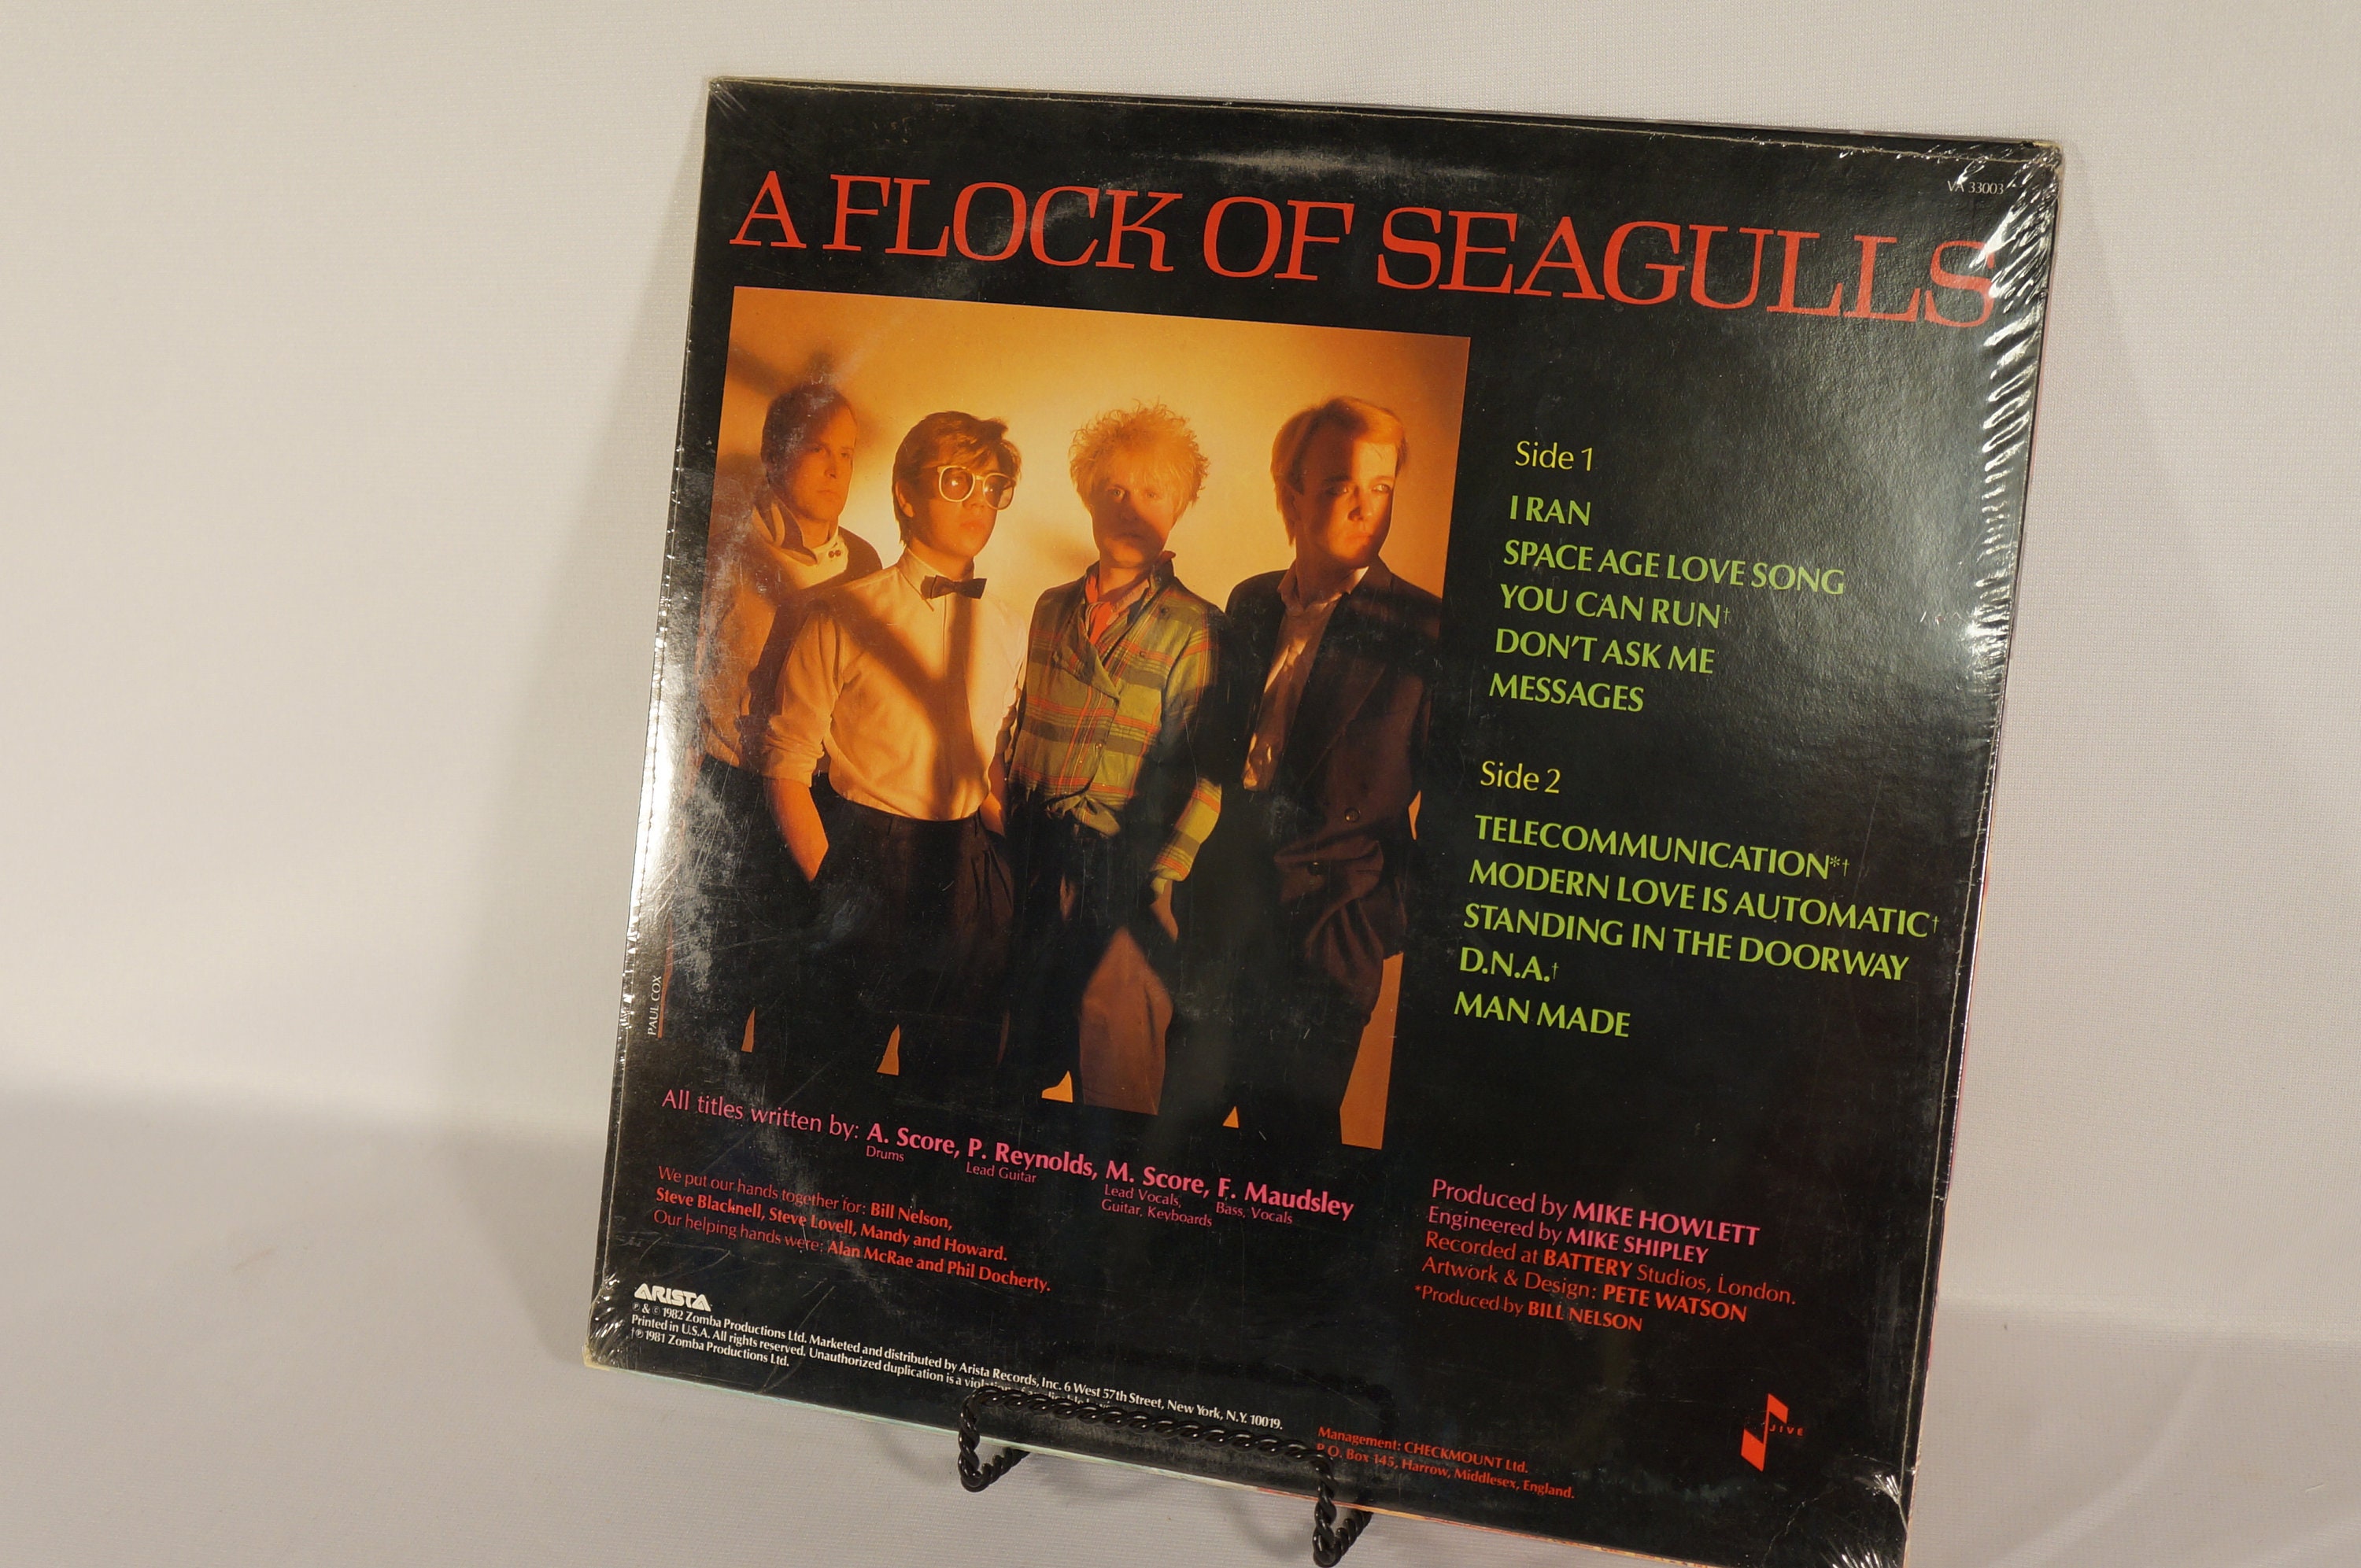 VA 33003
A FLOCK OF SEAGULLS
Side 1
I RAN
SPACE AGE LOVE SONG
YOU CAN RUN†
DON'T ASK ME
MESSAGES
Side 2
TELECOMMUNICATION*†
MODERN LOVE IS AUTOMATIC†
STANDING IN THE DOORWAY
D.N.A.†
MAN MADE
PAUL COX
All titles written by: A. Score, P. Reynolds, M. Score, F. Maudsley
Drums Lead Guitar Lead Vocals, Bass, Vocals
Guitar, Keyboards
We put our hands together for: Bill Nelson,
Steve Blacknell, Steve Lovell, Mandy and Howard.
Our helping hands were: Alan McRae and Phil Docherty.
Produced by MIKE HOWLETT
Engineered by MIKE SHIPLEY
Recorded at BATTERY Studios, London.
Artwork & Design: PETE WATSON
*Produced by BILL NELSON
ARISTA
℗ & © 1982 Zomba Productions Ltd. Marketed and distributed by Arista Records, Inc. 6 West 57th Street, New York, N.Y. 10019.
Printed in U.S.A. All rights reserved. Unauthorized duplication is a
†℗ 1981 Zomba Productions Ltd.
Management: CHECKMOUNT Ltd.
P.O. Box 145, Harrow, Middlesex, England.
JIVE